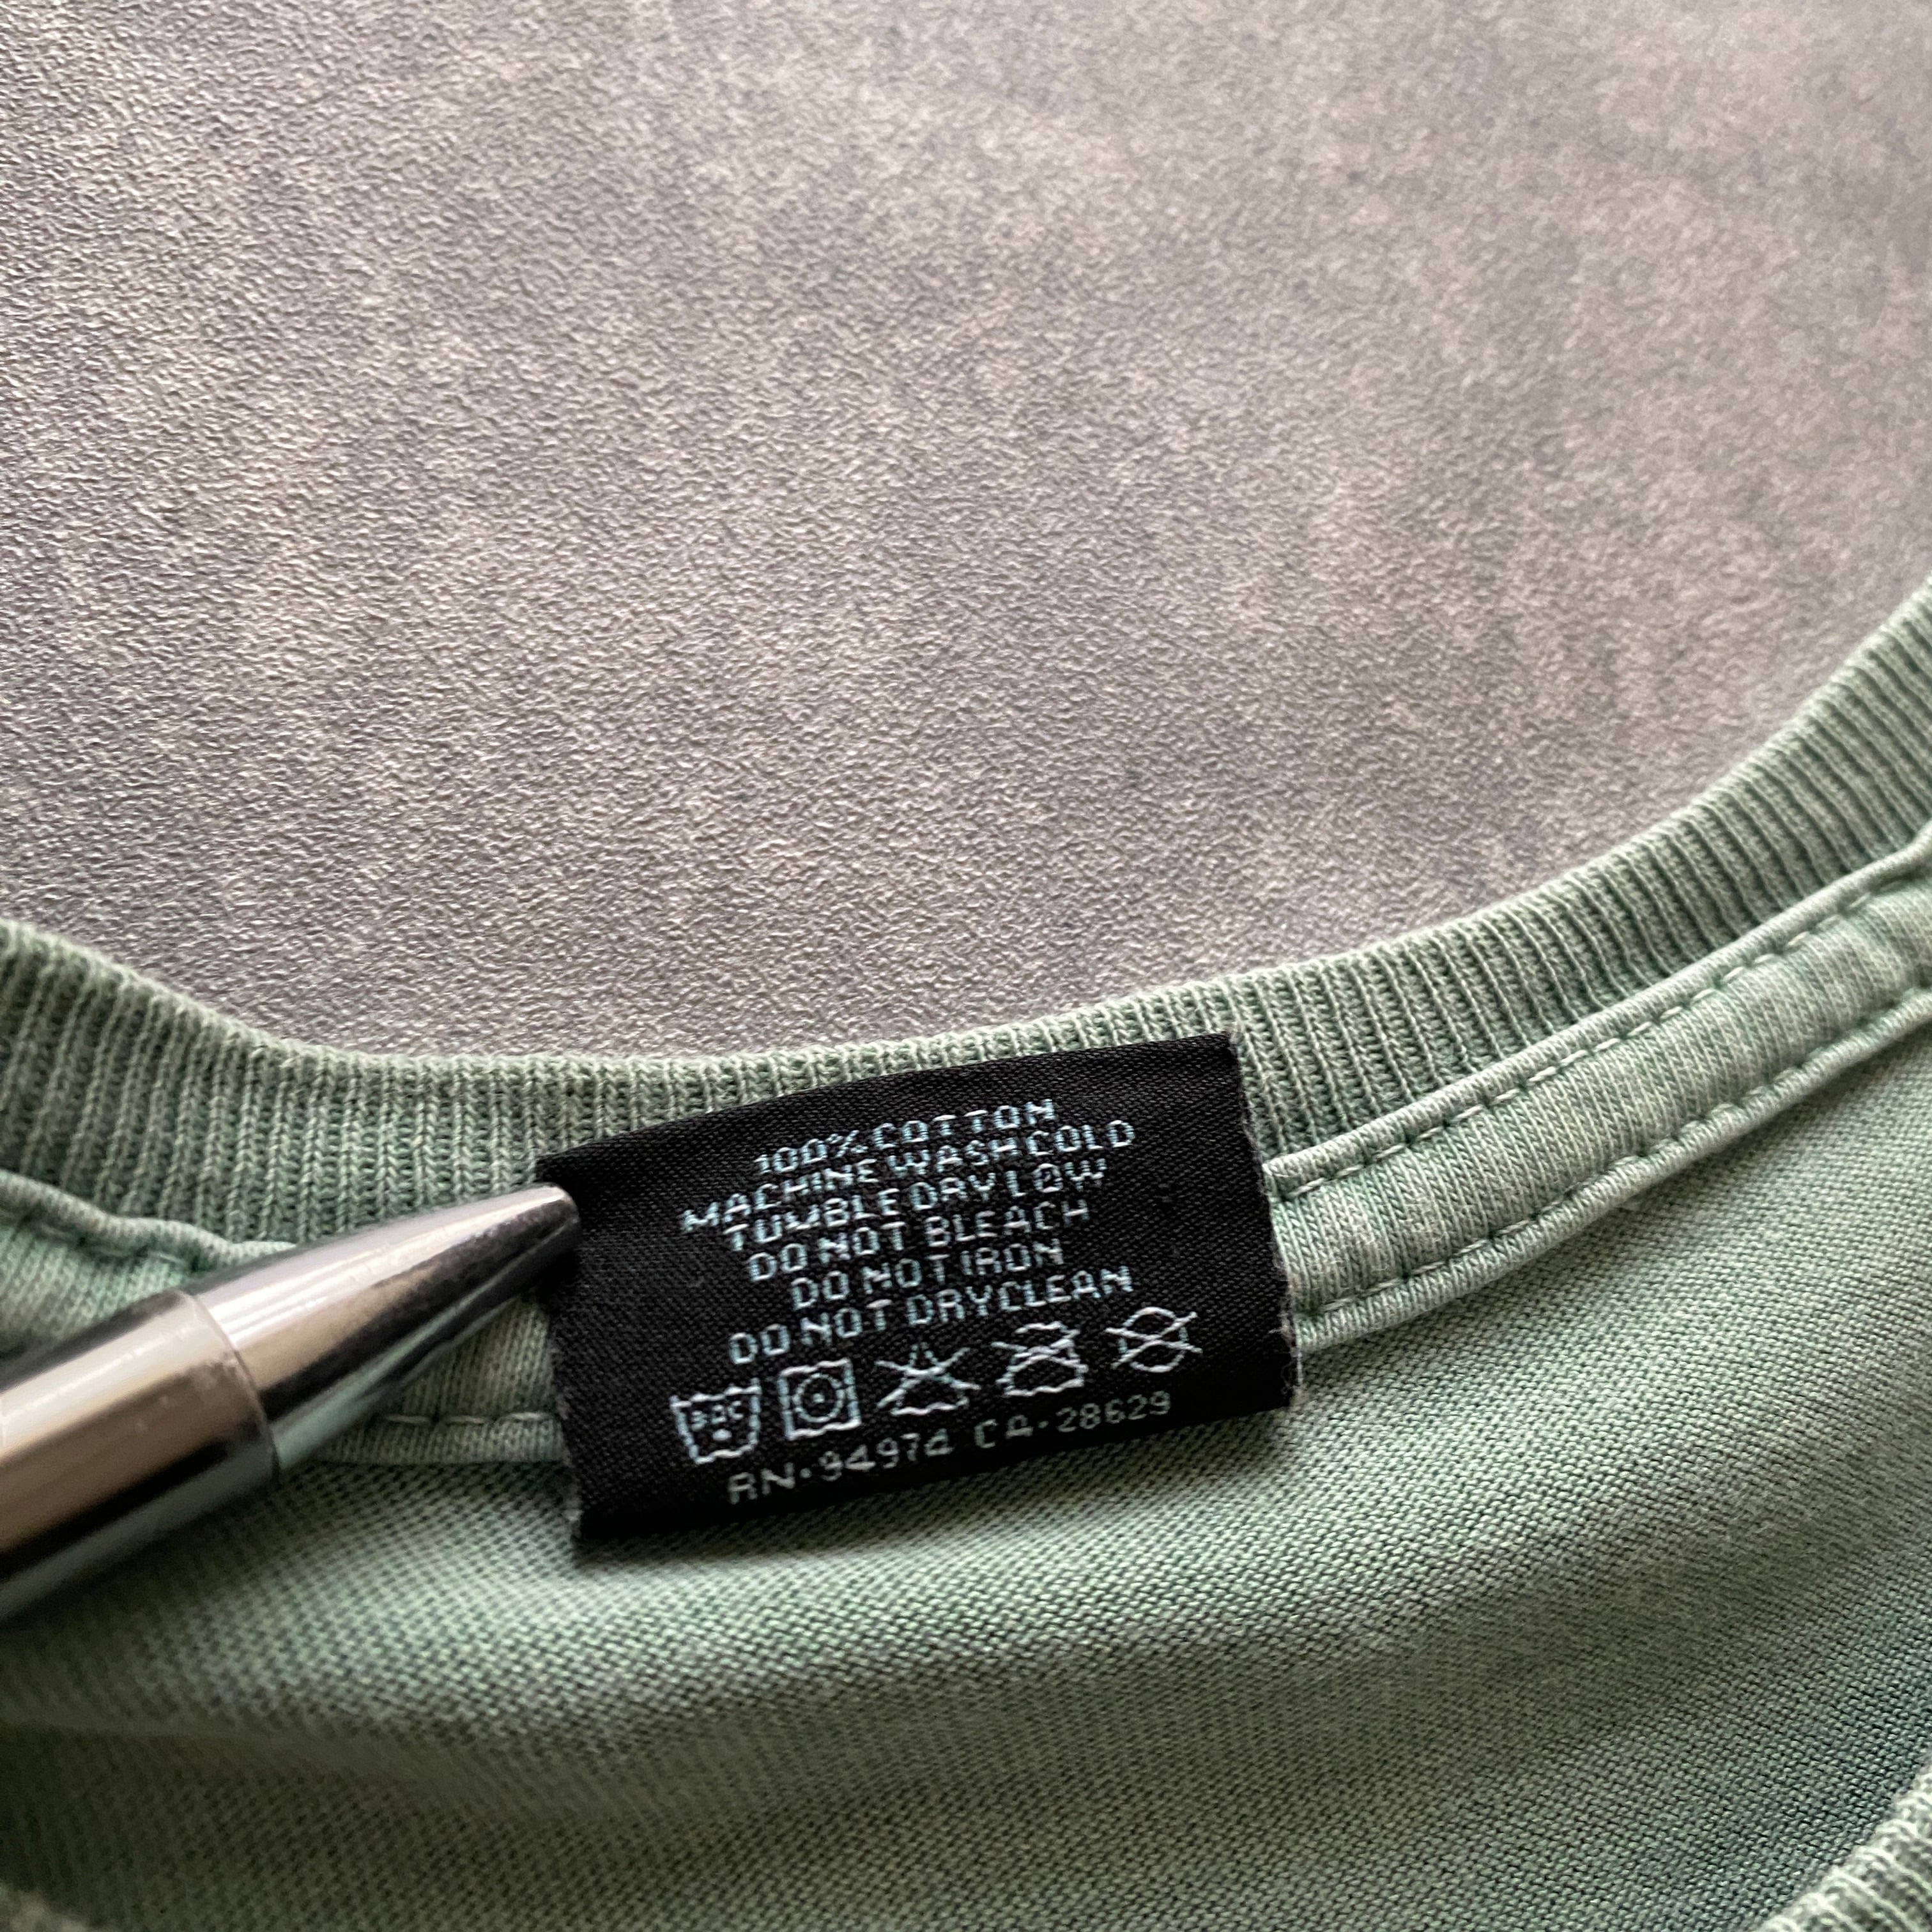 100% COTTON
MACHINE WASH COLD
TUMBLE DRY LOW
DO NOT BLEACH
DO NOT IRON
DO NOT DRYCLEAN
30C
RN·94974 CA·28629